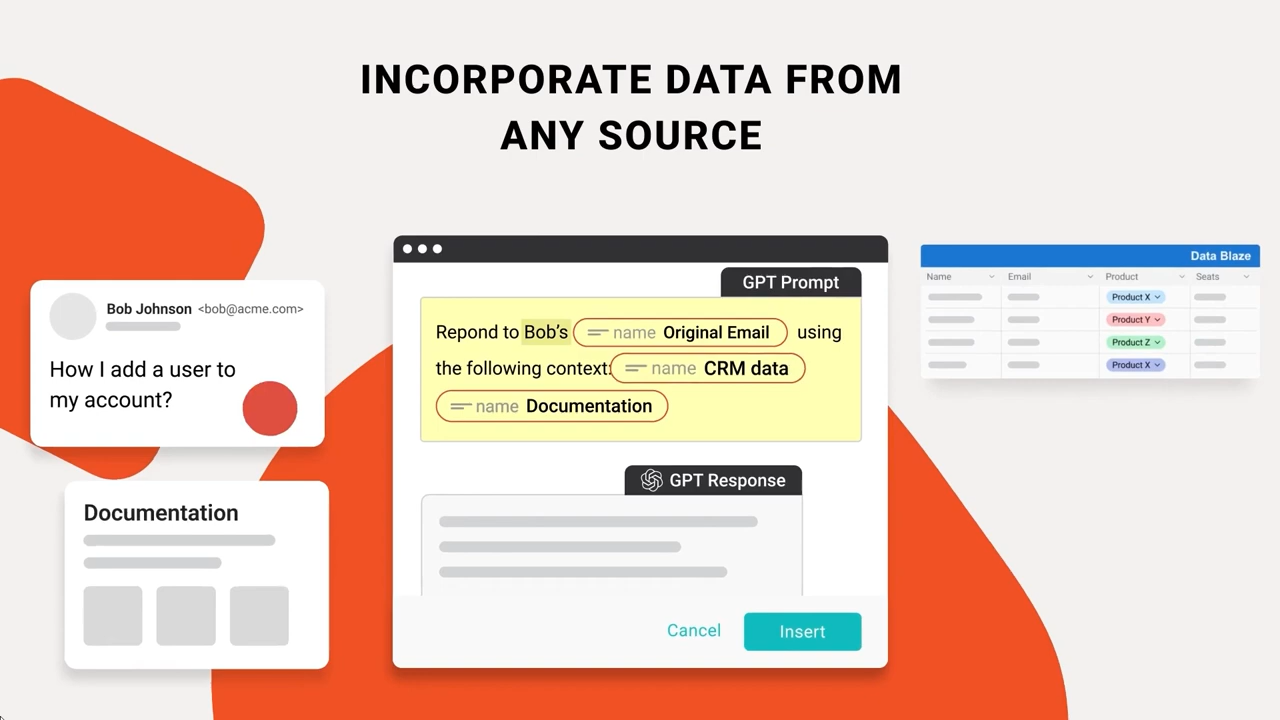 INCORPORATE DATA FROM
ANY SOURCE
Bob Johnson <bob@acme.com>
How I add a user to
my account?
Documentation
GPT Prompt
Repond to Bob's name Original Email using
the following context: name CRM data
name Documentation
GPT Response
Cancel Insert
Data Blaze
Name Email Product Seats
Product X
Product Y
Product Z
Product X